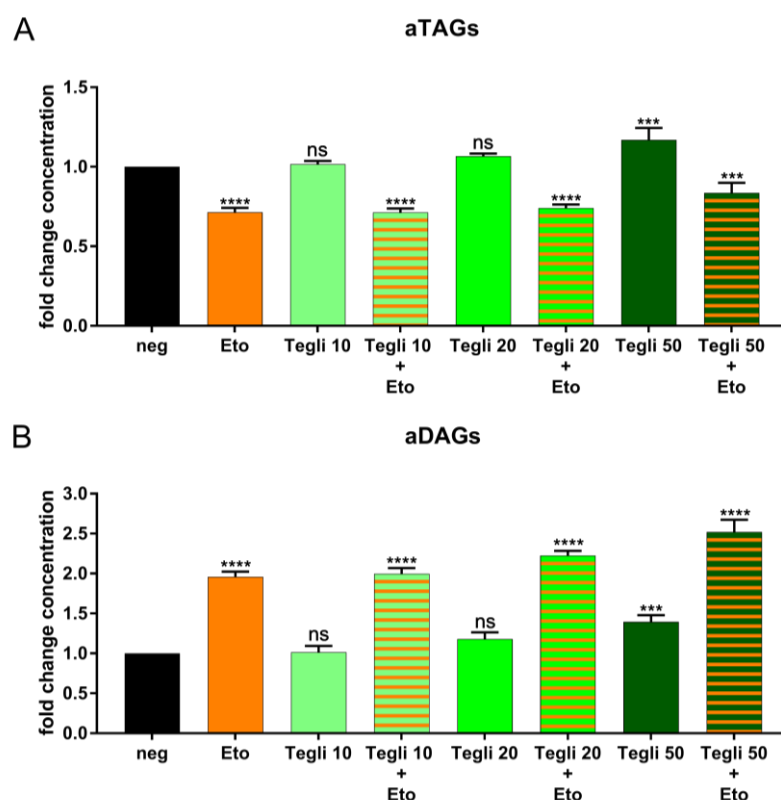 A
aTAGs
fold change concentration
1.5
1.0
0.5
0.0
****
ns
****
ns
****
***
***
neg
Eto
Tegli 10
Tegli 10
+
Eto
Tegli 20
Tegli 20
+
Eto
Tegli 50
Tegli 50
+
Eto
B
aDAGs
fold change concentration
3.0
2.5
2.0
1.5
1.0
0.5
0.0
****
ns
****
ns
****
***
****
neg
Eto
Tegli 10
Tegli 10
+
Eto
Tegli 20
Tegli 20
+
Eto
Tegli 50
Tegli 50
+
Eto